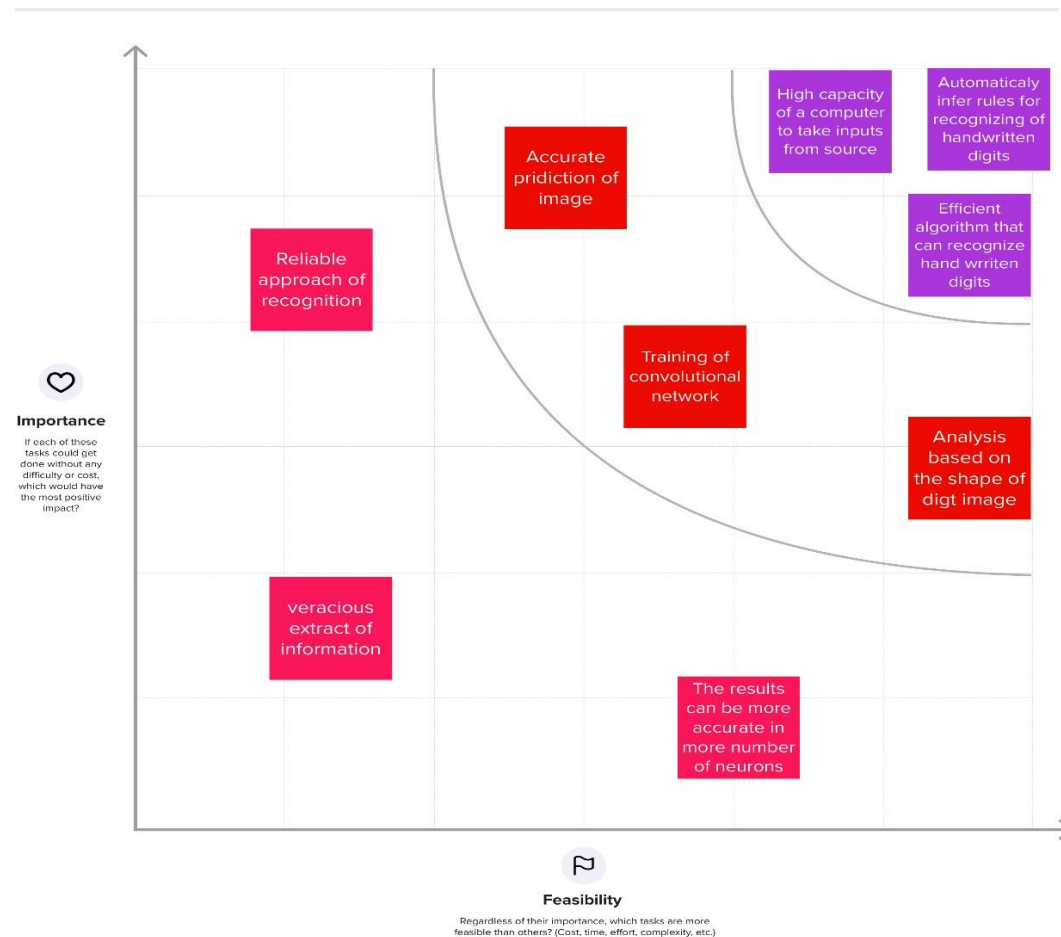 High capacity
of a computer
to take inputs
from source
Automaticaly
infer rules for
recognizing of
handwritten
digits
Accurate
pridiction of
image
Efficient
algorithm that
can recognize
hand wrriten
digits
Reliable
approach of
recognition
Training of
convolutional
network
Importance
If each of these
tasks could get
done without any
difficulty or cost,
which would have
the most positive
impact?
Analysis
based on
the shape of
digt image
veracious
extract of
information
The results
can be more
accurate in
more number
of neurons
Feasibility
Regardless of their importance, which tasks are more
feasible than others? (Cost, time, effort, complexity, etc.)